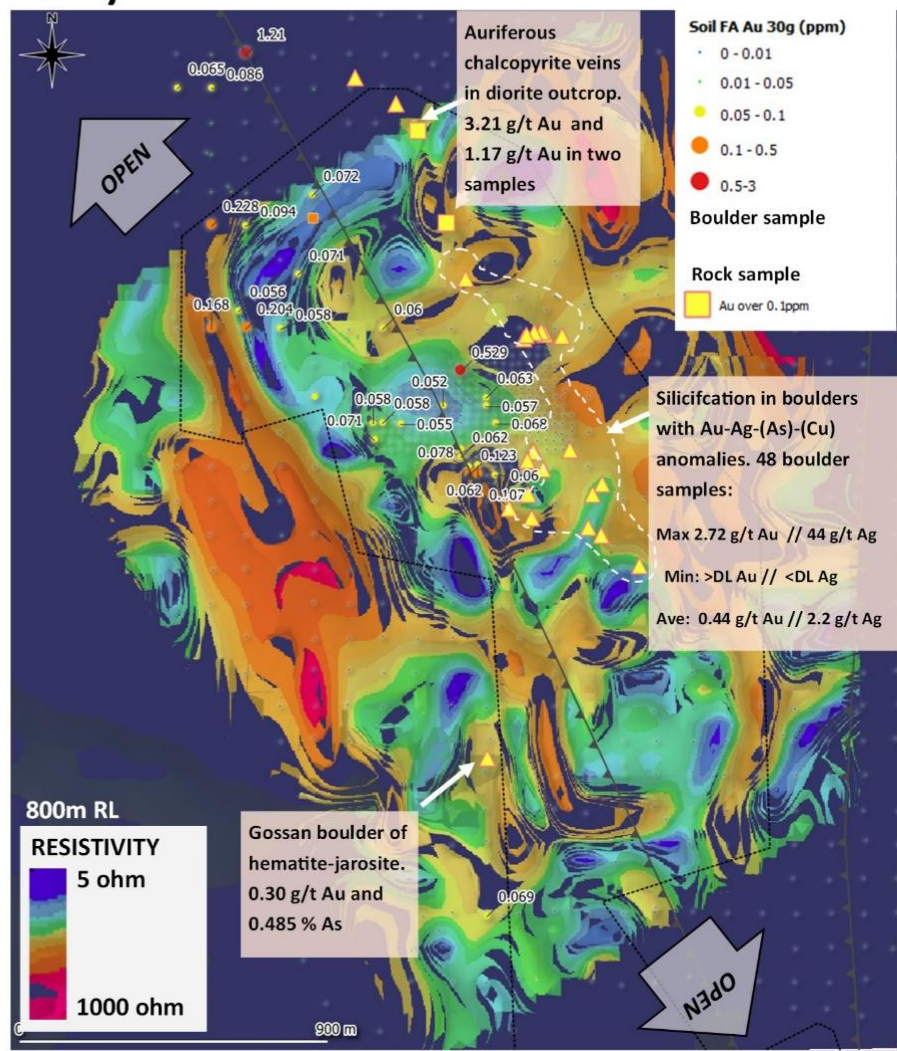 N
1.21
0.065
0.086
OPEN
Auriferous
chalcopyrite veins
in diorite outcrop.
3.21 g/t Au and
1.17 g/t Au in two
samples
Soil FA Au 30g (ppm)
0 - 0.01
0.01 - 0.05
0.05 - 0.1
0.1 - 0.5
0.5-3
Boulder sample
Rock sample
Au over 0.1ppm
0.072
0.228
0.094
0.071
0.056
0.168
0.204
0.058
0.06
0.529
0.052
0.063
0.058
0.058
0.057
0.071
0.055
0.068
0.062
0.078
0.123
0.06
0.062
0.107
Silicifcation in boulders
with Au-Ag-(As)-(Cu)
anomalies. 48 boulder
samples:
Max 2.72 g/t Au // 44 g/t Ag
Min: >DL Au // <DL Ag
Ave: 0.44 g/t Au // 2.2 g/t Ag
800m RL
RESISTIVITY
5 ohm
1000 ohm
Gossan boulder of
hematite-jarosite.
0.30 g/t Au and
0.485 % As
0.069
OPEN
0
900 m